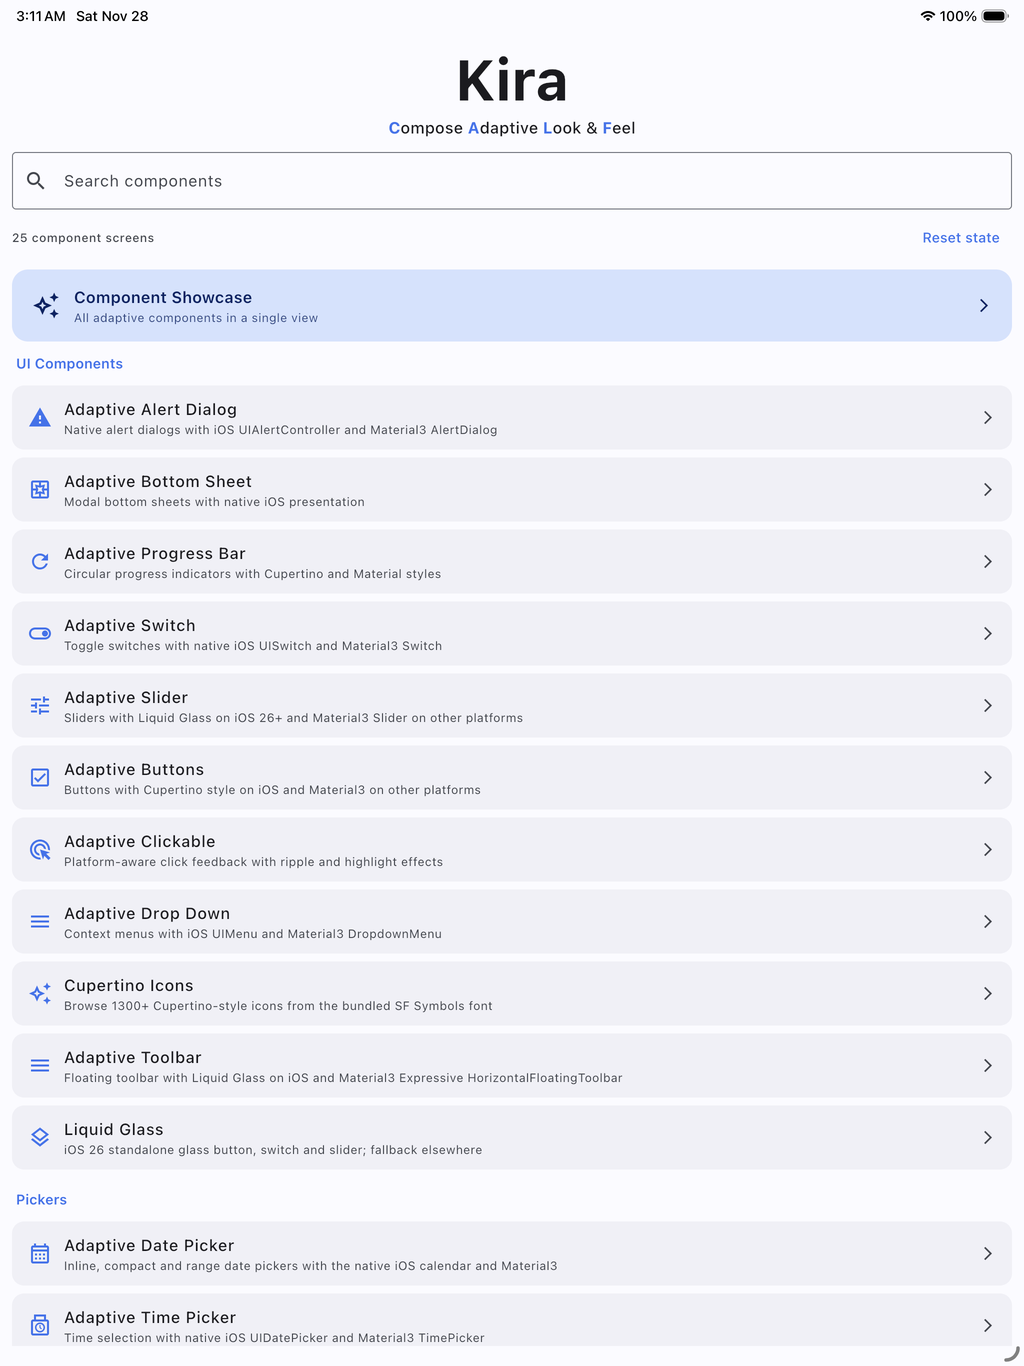 3:11 AM Sat Nov 28
100%
Kira
Compose Adaptive Look & Feel
Search components
25 component screens
Reset state
Component Showcase
All adaptive components in a single view
UI Components
Adaptive Alert Dialog
Native alert dialogs with iOS UIAlertController and Material3 AlertDialog
Adaptive Bottom Sheet
Modal bottom sheets with native iOS presentation
Adaptive Progress Bar
Circular progress indicators with Cupertino and Material styles
Adaptive Switch
Toggle switches with native iOS UISwitch and Material3 Switch
Adaptive Slider
Sliders with Liquid Glass on iOS 26+ and Material3 Slider on other platforms
Adaptive Buttons
Buttons with Cupertino style on iOS and Material3 on other platforms
Adaptive Clickable
Platform-aware click feedback with ripple and highlight effects
Adaptive Drop Down
Context menus with iOS UIMenu and Material3 DropdownMenu
Cupertino Icons
Browse 1300+ Cupertino-style icons from the bundled SF Symbols font
Adaptive Toolbar
Floating toolbar with Liquid Glass on iOS and Material3 Expressive HorizontalFloatingToolbar
Liquid Glass
iOS 26 standalone glass button, switch and slider; fallback elsewhere
Pickers
Adaptive Date Picker
Inline, compact and range date pickers with the native iOS calendar and Material3
Adaptive Time Picker
Time selection with native iOS UIDatePicker and Material3 TimePicker